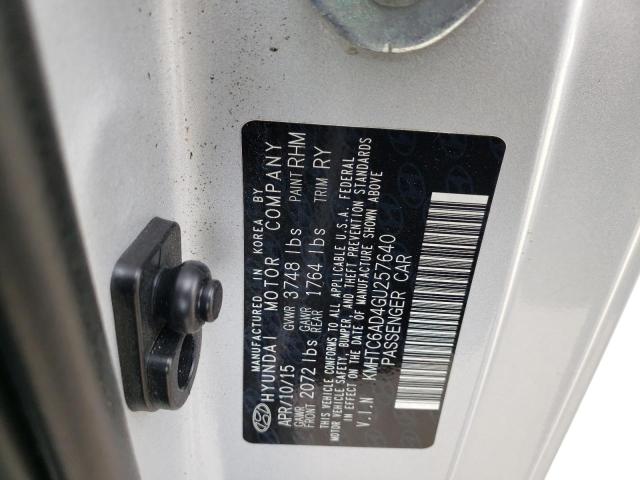 MANUFACTURED IN KOREA BY
HYUNDAI MOTOR COMPANY
APR/10/15 GVWR 3748 lbs PAINT RHM
GAWR FRONT 2072 lbs GAWR REAR 1764 lbs TRIM RY
THIS VEHICLE CONFORMS TO ALL APPLICABLE U.S.A. FEDERAL
MOTOR VEHICLE SAFETY, BUMPER, AND THEFT PREVENTION STANDARDS
IN EFFECT ON THE DATE OF MANUFACTURE SHOWN ABOVE
V.I.N KMHTC6AD4GU257640
PASSENGER CAR